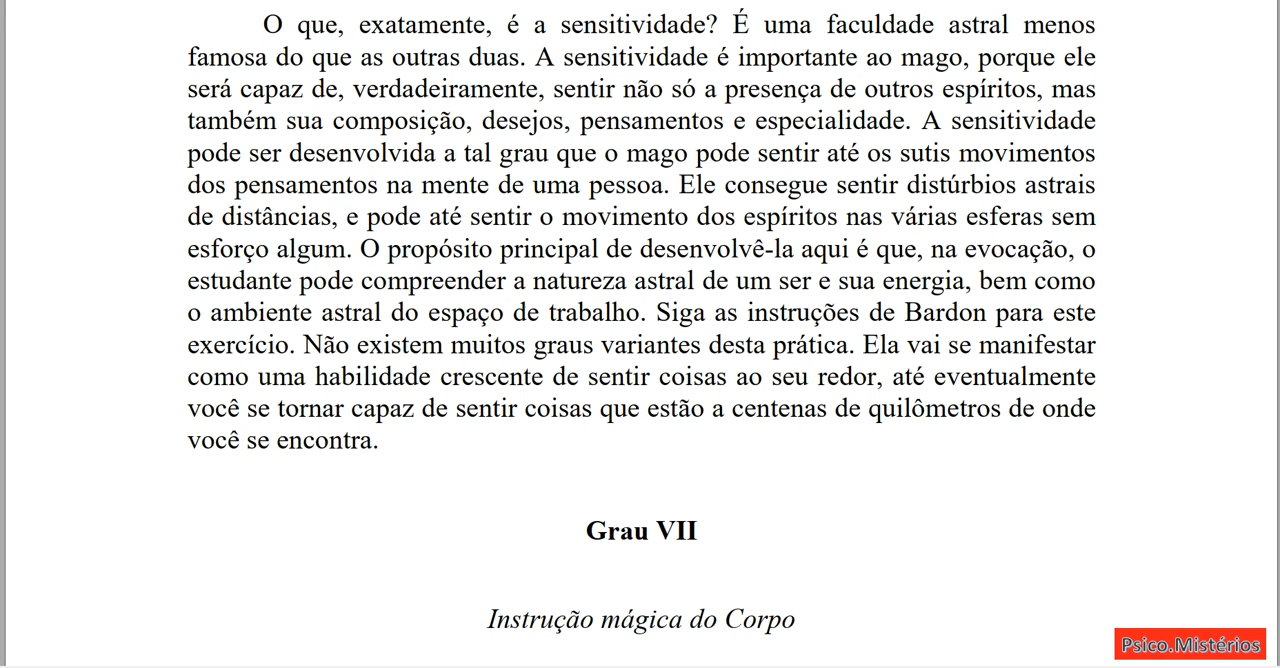 O que, exatamente, é a sensitividade? É uma faculdade astral menos
famosa do que as outras duas. A sensitividade é importante ao mago, porque ele
será capaz de, verdadeiramente, sentir não só a presença de outros espíritos, mas
também sua composição, desejos, pensamentos e especialidade. A sensitividade
pode ser desenvolvida a tal grau que o mago pode sentir até os sutis movimentos
dos pensamentos na mente de uma pessoa. Ele consegue sentir distúrbios astrais
de distâncias, e pode até sentir o movimento dos espíritos nas várias esferas sem
esforço algum. O propósito principal de desenvolvê-la aqui é que, na evocação, o
estudante pode compreender a natureza astral de um ser e sua energia, bem como
o ambiente astral do espaço de trabalho. Siga as instruções de Bardon para este
exercício. Não existem muitos graus variantes desta prática. Ela vai se manifestar
como uma habilidade crescente de sentir coisas ao seu redor, até eventualmente
você se tornar capaz de sentir coisas que estão a centenas de quilômetros de onde
você se encontra.
Grau VII
Instrução mágica do Corpo
Psico.Mistérios